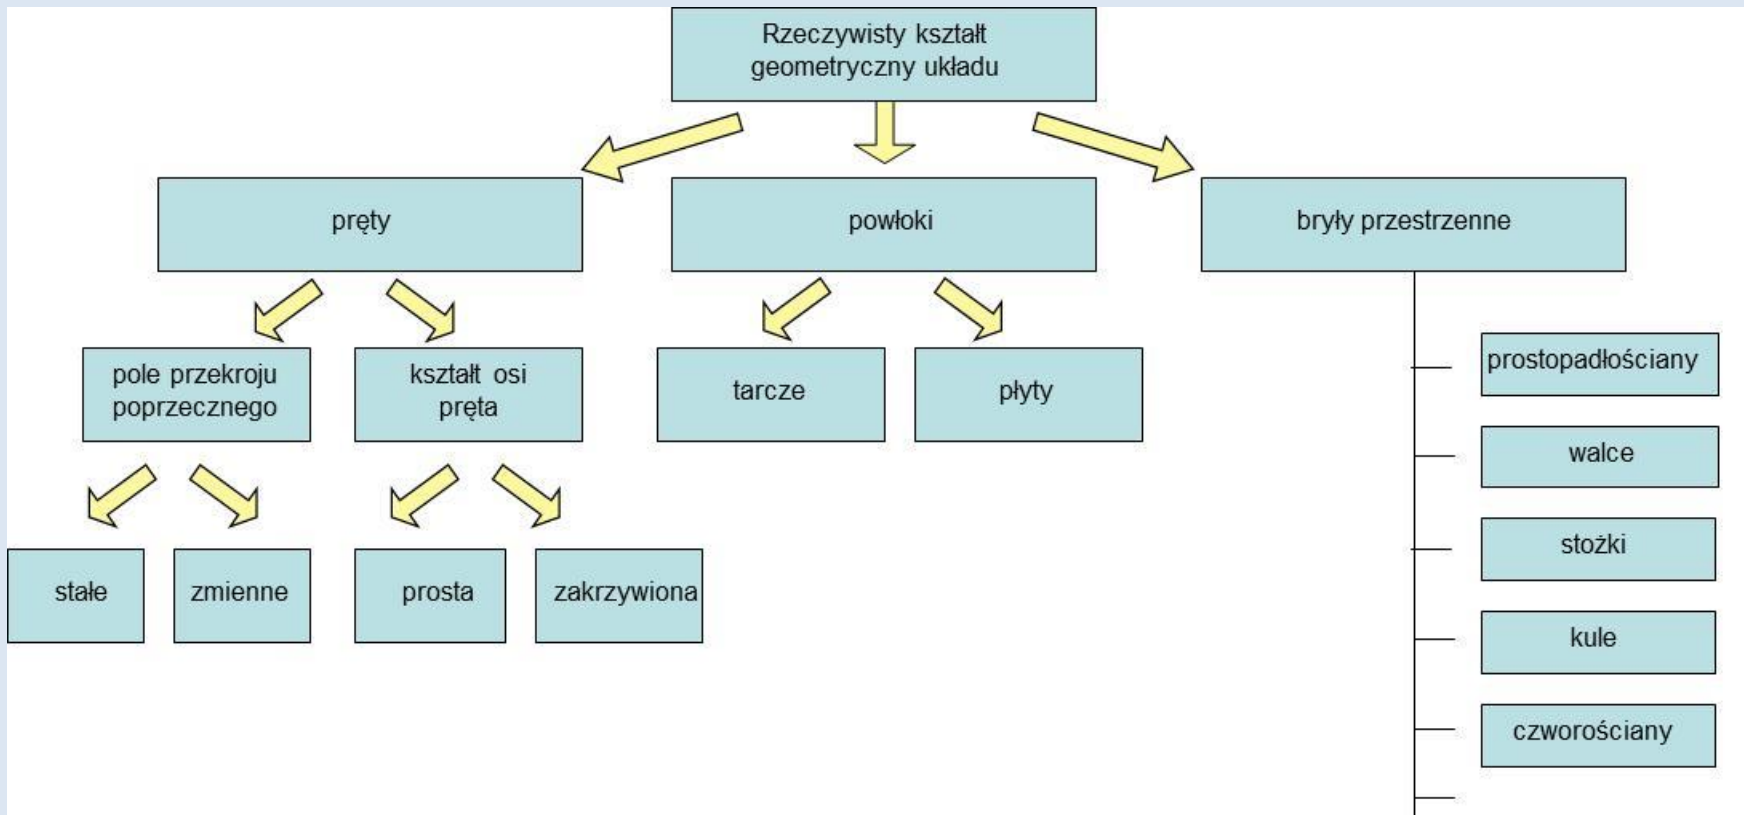 Rzeczywisty kształt
geometryczny układu
pręty
powłoki
bryły przestrzenne
pole przekroju
poprzecznego
kształt osi
pręta
tarcze
płyty
prostopadłościany
walce
stożki
kule
czworościany
stałe
zmienne
prosta
zakrzywiona